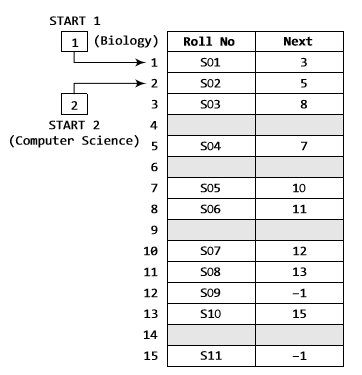 START 1
1 (Biology) Roll No Next
1 S01 3
2 S02 5
2 3 S03 8
START 2 4
(Computer Science) 5 S04 7
6
7 S05 10
8 S06 11
9
10 S07 12
11 S08 13
12 S09 –1
13 S10 15
14
15 S11 –1